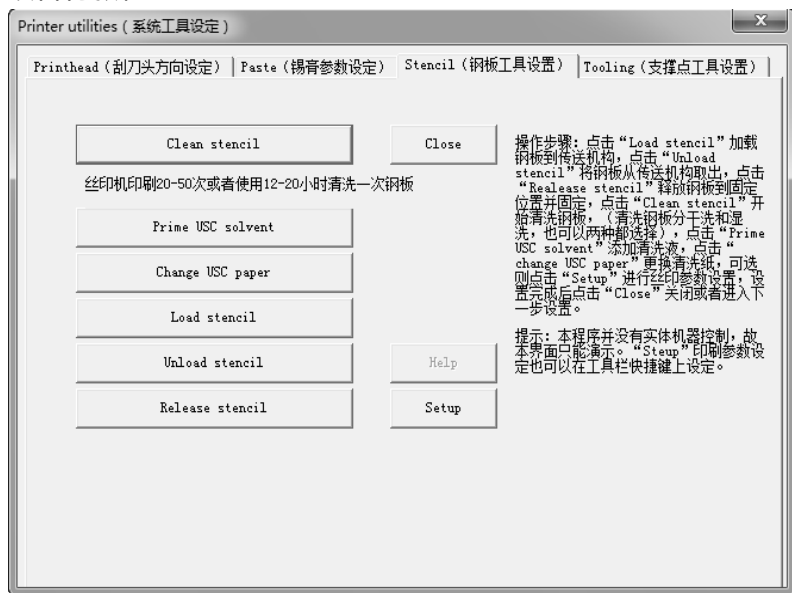 Printer utilities（系统工具设定）
Printhead（刮刀头方向设定） Paste（锡膏参数设定） Stencil（钢板工具设置） Tooling（支撑点工具设置）
Clean stencil
Close
丝印机印刷20-50次或者使用12-20小时清洗一次钢板
Prime USC solvent
Change USC paper
Load stencil
Unload stencil
Help
Release stencil
Setup
操作步骤：点击“Load stencil”加载
钢板到传送机构，点击“Unload
stencil”将钢板从传送机构取出，点击
“Realease stencil”释放钢板到固定
位置并固定，点击“Clean stencil”开
始清洗钢板，（清洗钢板分干洗和湿
洗，也可以两种都选择），点击“Prime
USC solvent”添加清洗液，点击“
change USC paper”更换清洗纸，可选
则点击“Setup”进行丝印参数设置，设
置完成后点击“Close”关闭或者进入下
一步设置。
提示：本程序并没有实体机器控制，故
本界面只能演示。“Steup”印刷参数设
定也可以在工具栏快捷键上设定。